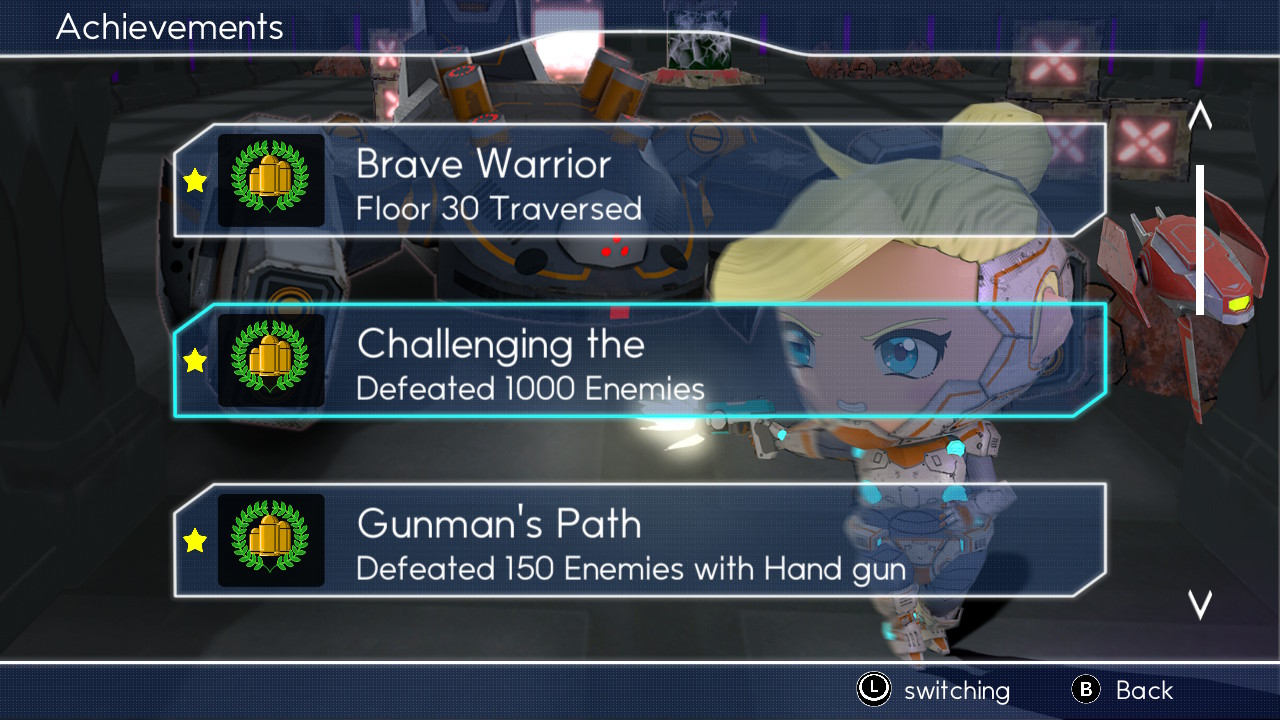 Achievements
Brave Warrior
Floor 30 Traversed
Challenging the
Defeated 1000 Enemies
Gunman's Path
Defeated 150 Enemies with Hand gun
L switching B Back